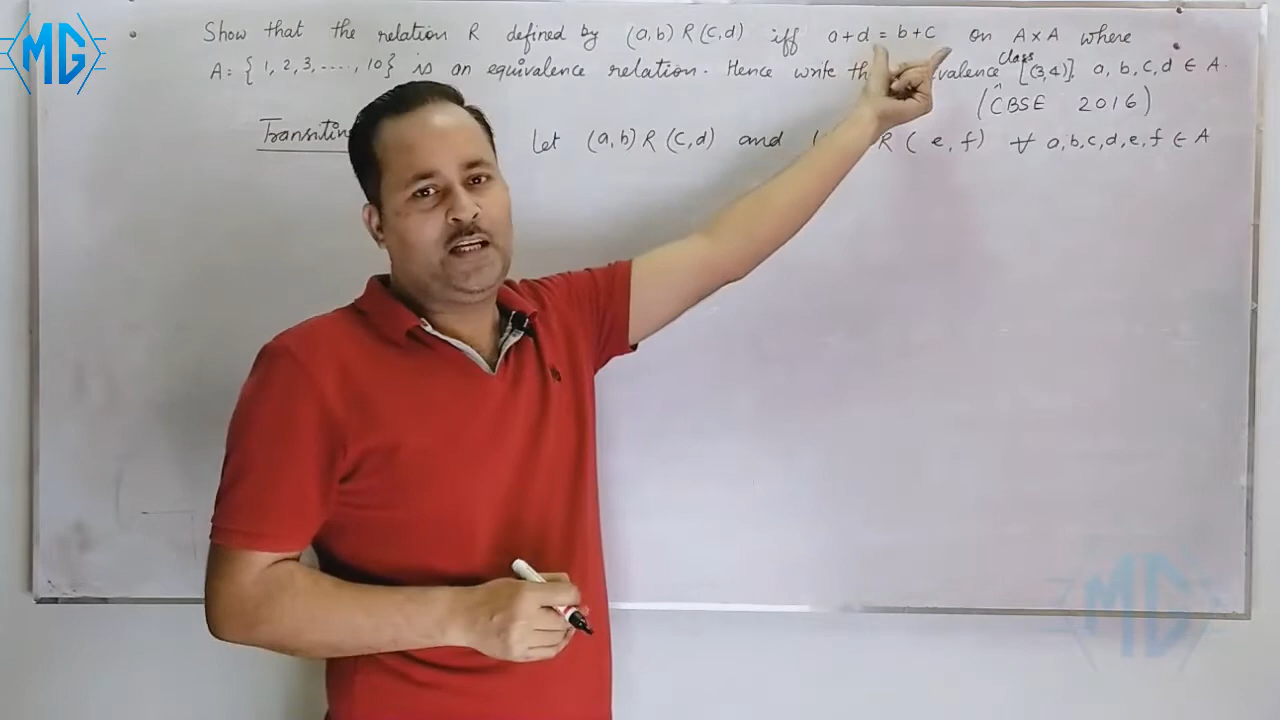 MG
Show that the relation R defined by (a,b) R (c,d) iff a+d = b+c on A×A where
A = { 1, 2, 3, ...., 10} is an equivalence relation. Hence write class [(3,4)], a, b, c, d ∈ A.
(CBSE 2016)
Let (a,b) R (c,d) and R ( e, f) ∀ a,b,c,d,e,f ∈ A
MG